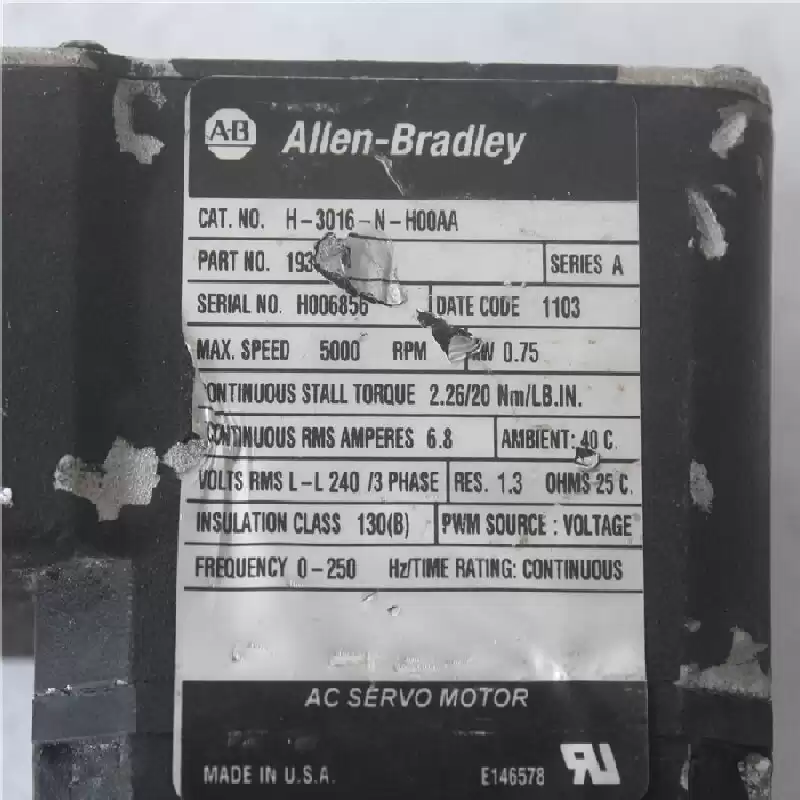 A-B Allen-Bradley
CAT. NO. H-3016-N-H00AA
PART NO. 193 SERIES A
SERIAL NO. H006856 DATE CODE 1103
MAX. SPEED 5000 RPM KW 0.75
CONTINUOUS STALL TORQUE 2.26/20 Nm/LB.IN.
CONTINUOUS RMS AMPERES 6.8 AMBIENT: 40 C.
VOLTS RMS L-L 240 /3 PHASE RES. 1.3 OHMS 25 C.
INSULATION CLASS 130(B) PWM SOURCE : VOLTAGE
FREQUENCY 0-250 Hz/TIME RATING: CONTINUOUS
AC SERVO MOTOR
MADE IN U.S.A. E146578 RU